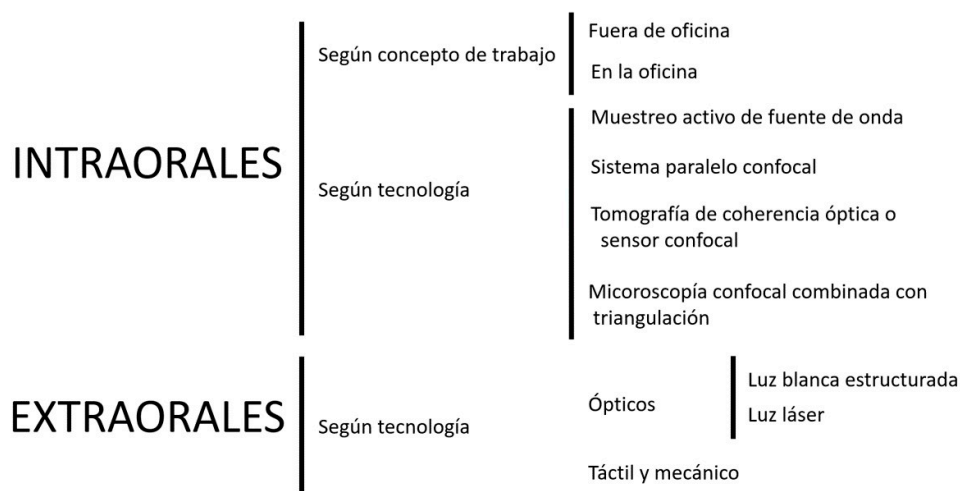 INTRAORALES
Según concepto de trabajo
Fuera de oficina
En la oficina
Según tecnología
Muestreo activo de fuente de onda
Sistema paralelo confocal
Tomografía de coherencia óptica o
sensor confocal
Micoroscopía confocal combinada con
triangulación
EXTRAORALES
Según tecnología
Ópticos
Luz blanca estructurada
Luz láser
Táctil y mecánico